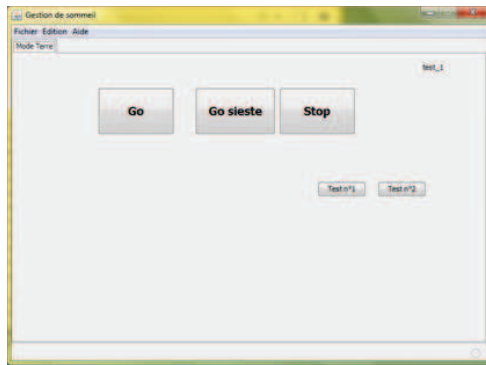 Gestion de sommeil
Fichier Edition Aide
Mode Terre
test_1
Go Go sieste Stop
Test n°1 Test n°2